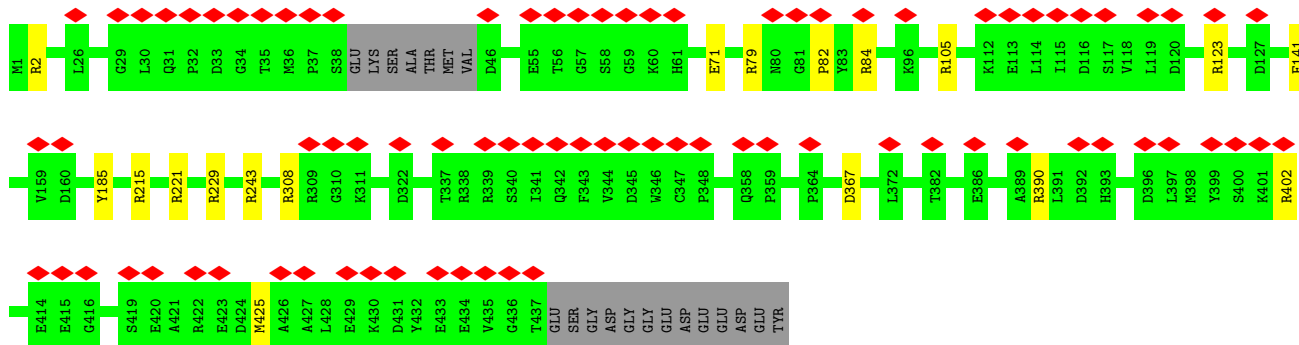 M1 R2 L26 G29 L30 Q31 P32 D33 G34 T35 M36 P37 S38 GLU LYS SER ALA THR MET VAL D46 E55 T56 G57 S58 G59 K60 H61 E71 R79 N80 G81 P82 Y83 R84 K96 R105 K112 E113 L114 I115 D116 S117 V118 L119 D120 R123 D127 F141
V159 D160 Y185 R215 R221 R229 R243 R308 R309 G310 K311 D322 T337 R338 R339 S340 I341 Q342 F343 V344 D345 W346 C347 P348 Q358 P359 P364 D367 L372 T382 E386 A389 R390 L391 D392 H393 D396 L397 M398 Y399 S400 K401 R402
E414 E415 G416 S419 E420 A421 R422 E423 D424 M425 A426 A427 L428 E429 K430 D431 Y432 E433 E434 V435 G436 T437 GLU SER GLY ASP GLY GLY GLU ASP GLU GLU ASP GLU TYR